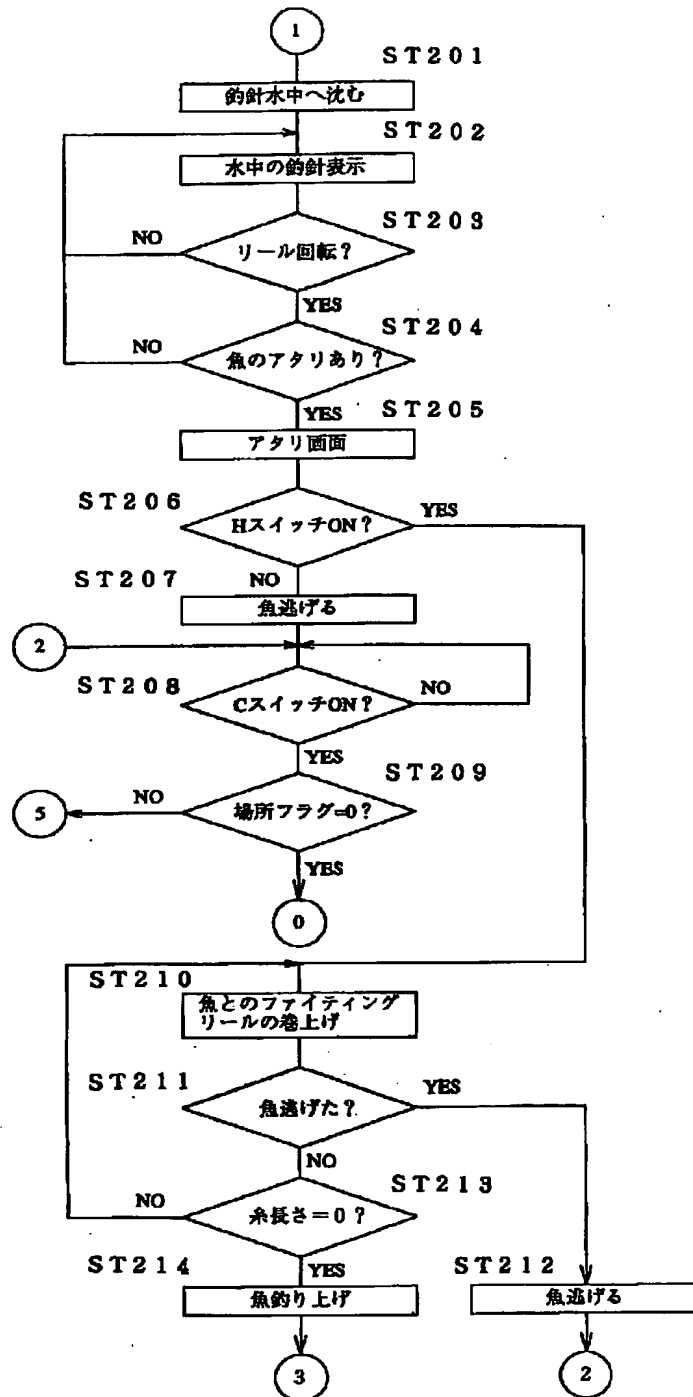 1
ST201
釣針水中へ沈む
ST202
水中の釣針表示
ST203
NO
リール回転?
YES
ST204
NO
魚のアタリあり?
YES
ST205
アタリ画面
ST206
HスイッチON?
YES
NO
ST207
魚逃げる
2
ST208
CスイッチON?
NO
YES
ST209
NO
場所フラグ=0?
5
YES
0
ST210
魚とのファイティング
リールの巻上げ
ST211
魚逃げた?
YES
NO
ST213
NO
糸長さ=0?
YES
ST214
魚釣り上げ
ST212
魚逃げる
3
2